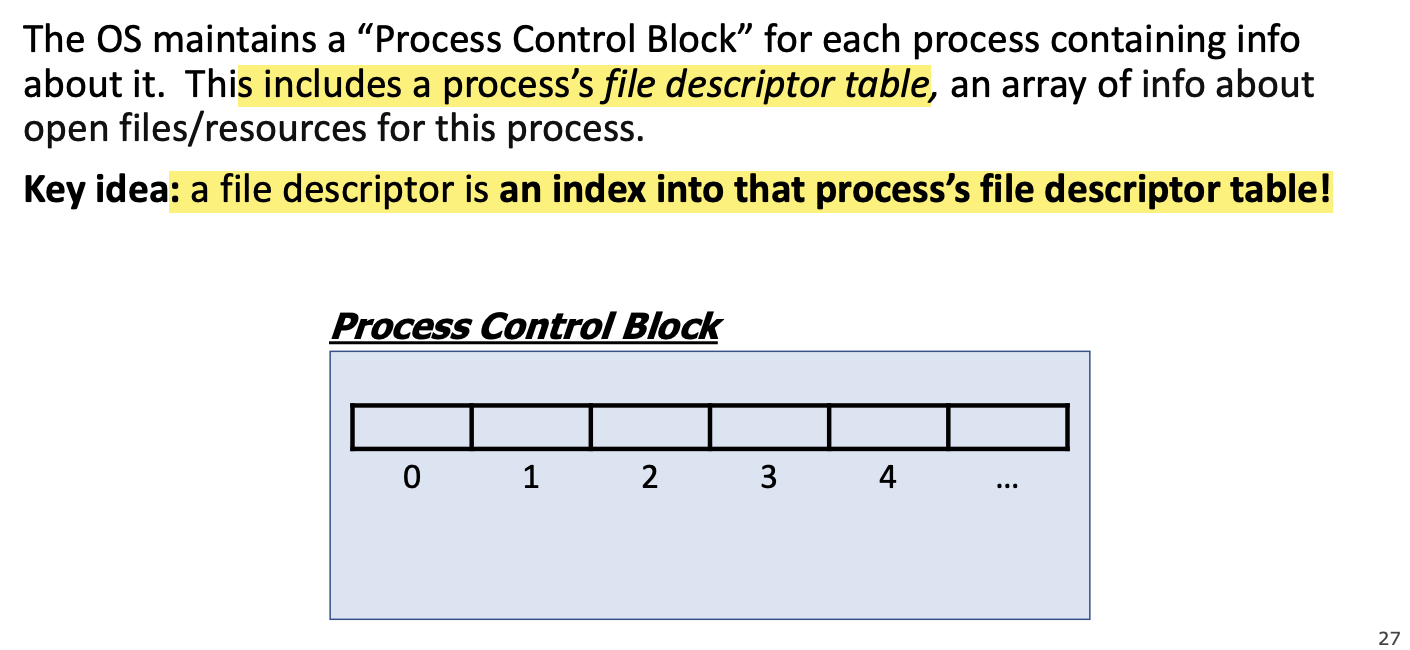 The OS maintains a “Process Control Block” for each process containing info
about it.  This includes a process’s file descriptor table, an array of info about
open files/resources for this process.
Key idea: a file descriptor is an index into that process’s file descriptor table!
Process Control Block
0 1 2 3 4 …
27